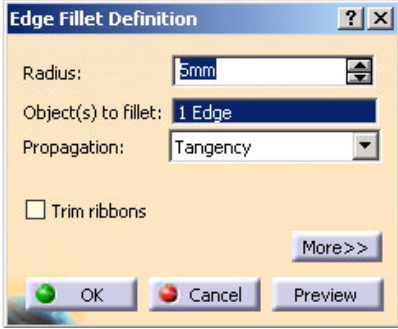 Edge Fillet Definition ? X
Radius: 5mm
Object(s) to fillet: 1 Edge
Propagation: Tangency
Trim ribbons
More>>
OK Cancel Preview